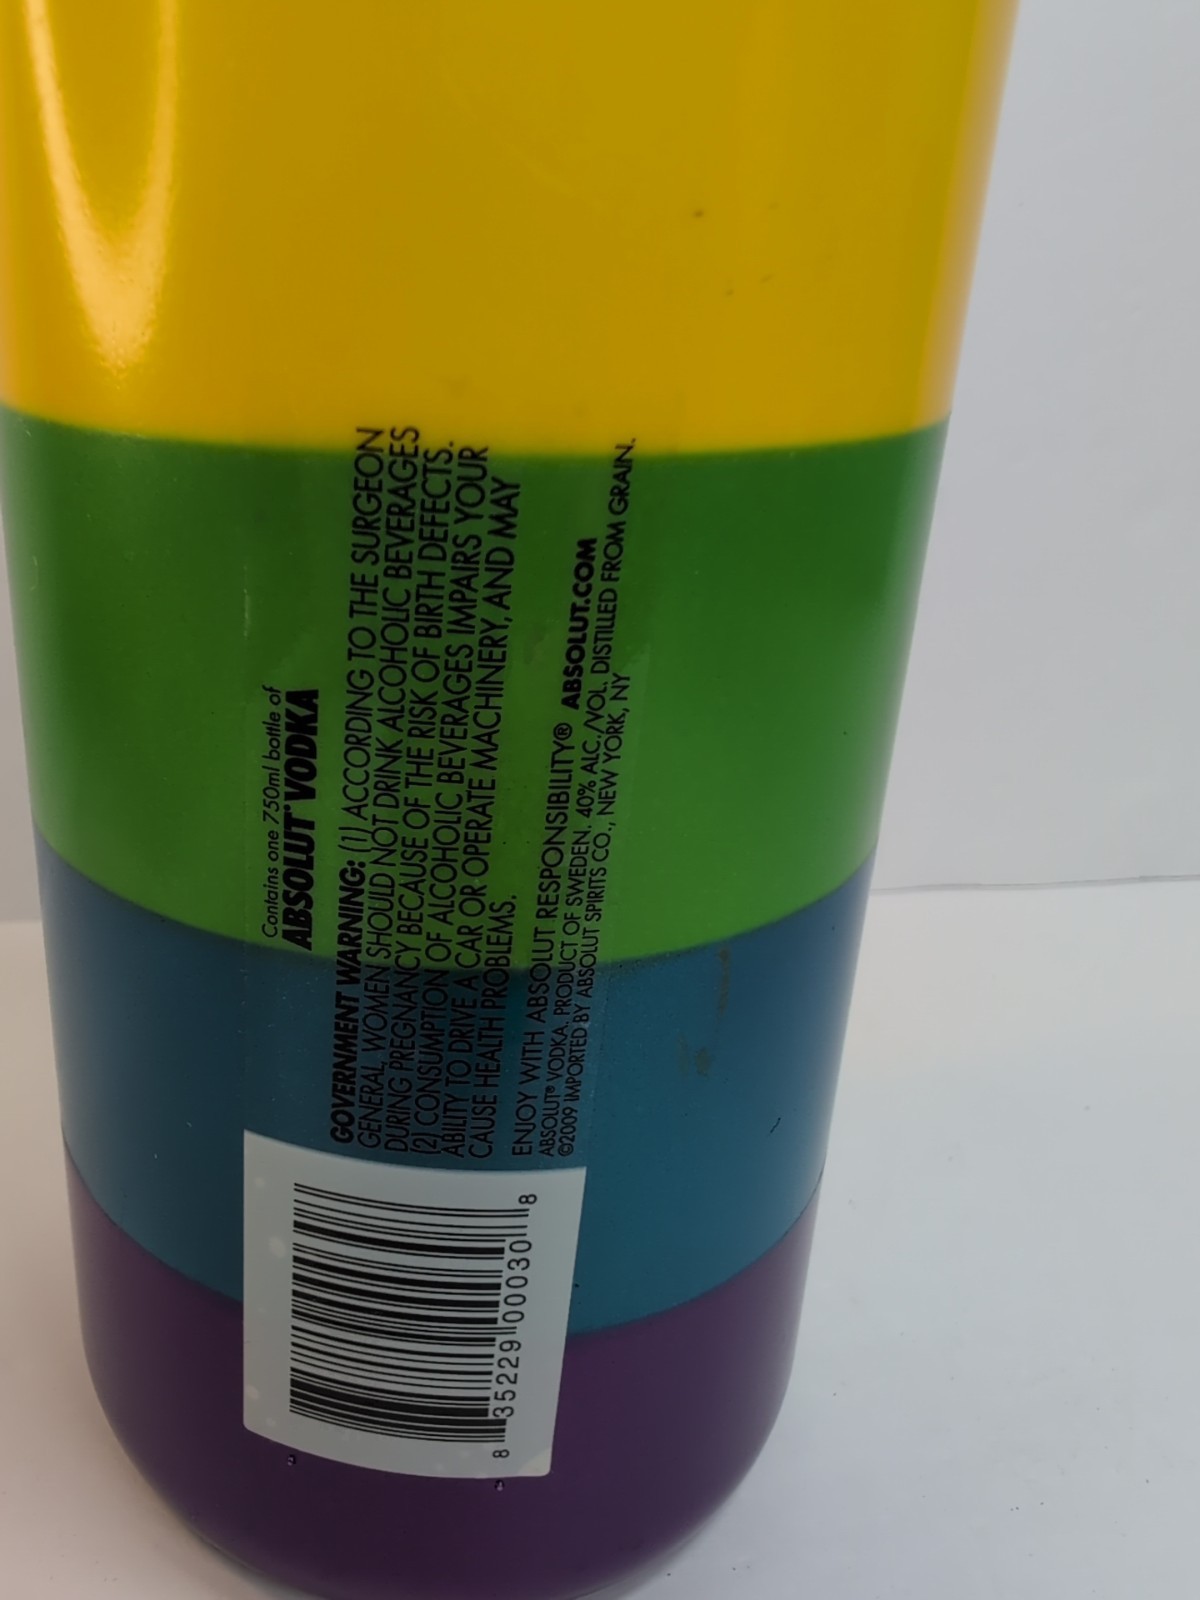 Contains one 750ml bottle of
ABSOLUT® VODKA
GOVERNMENT WARNING: (1) ACCORDING TO THE SURGEON
GENERAL, WOMEN SHOULD NOT DRINK ALCOHOLIC BEVERAGES
DURING PREGNANCY BECAUSE OF THE RISK OF BIRTH DEFECTS.
(2) CONSUMPTION OF ALCOHOLIC BEVERAGES IMPAIRS YOUR
ABILITY TO DRIVE A CAR OR OPERATE MACHINERY, AND MAY
CAUSE HEALTH PROBLEMS.
ENJOY WITH ABSOLUT RESPONSIBILITY® ABSOLUT.COM
ABSOLUT® VODKA. PRODUCT OF SWEDEN. 40% ALC./VOL. DISTILLED FROM GRAIN.
©2009 IMPORTED BY ABSOLUT SPIRITS CO., NEW YORK, NY
8 35229 00030 8